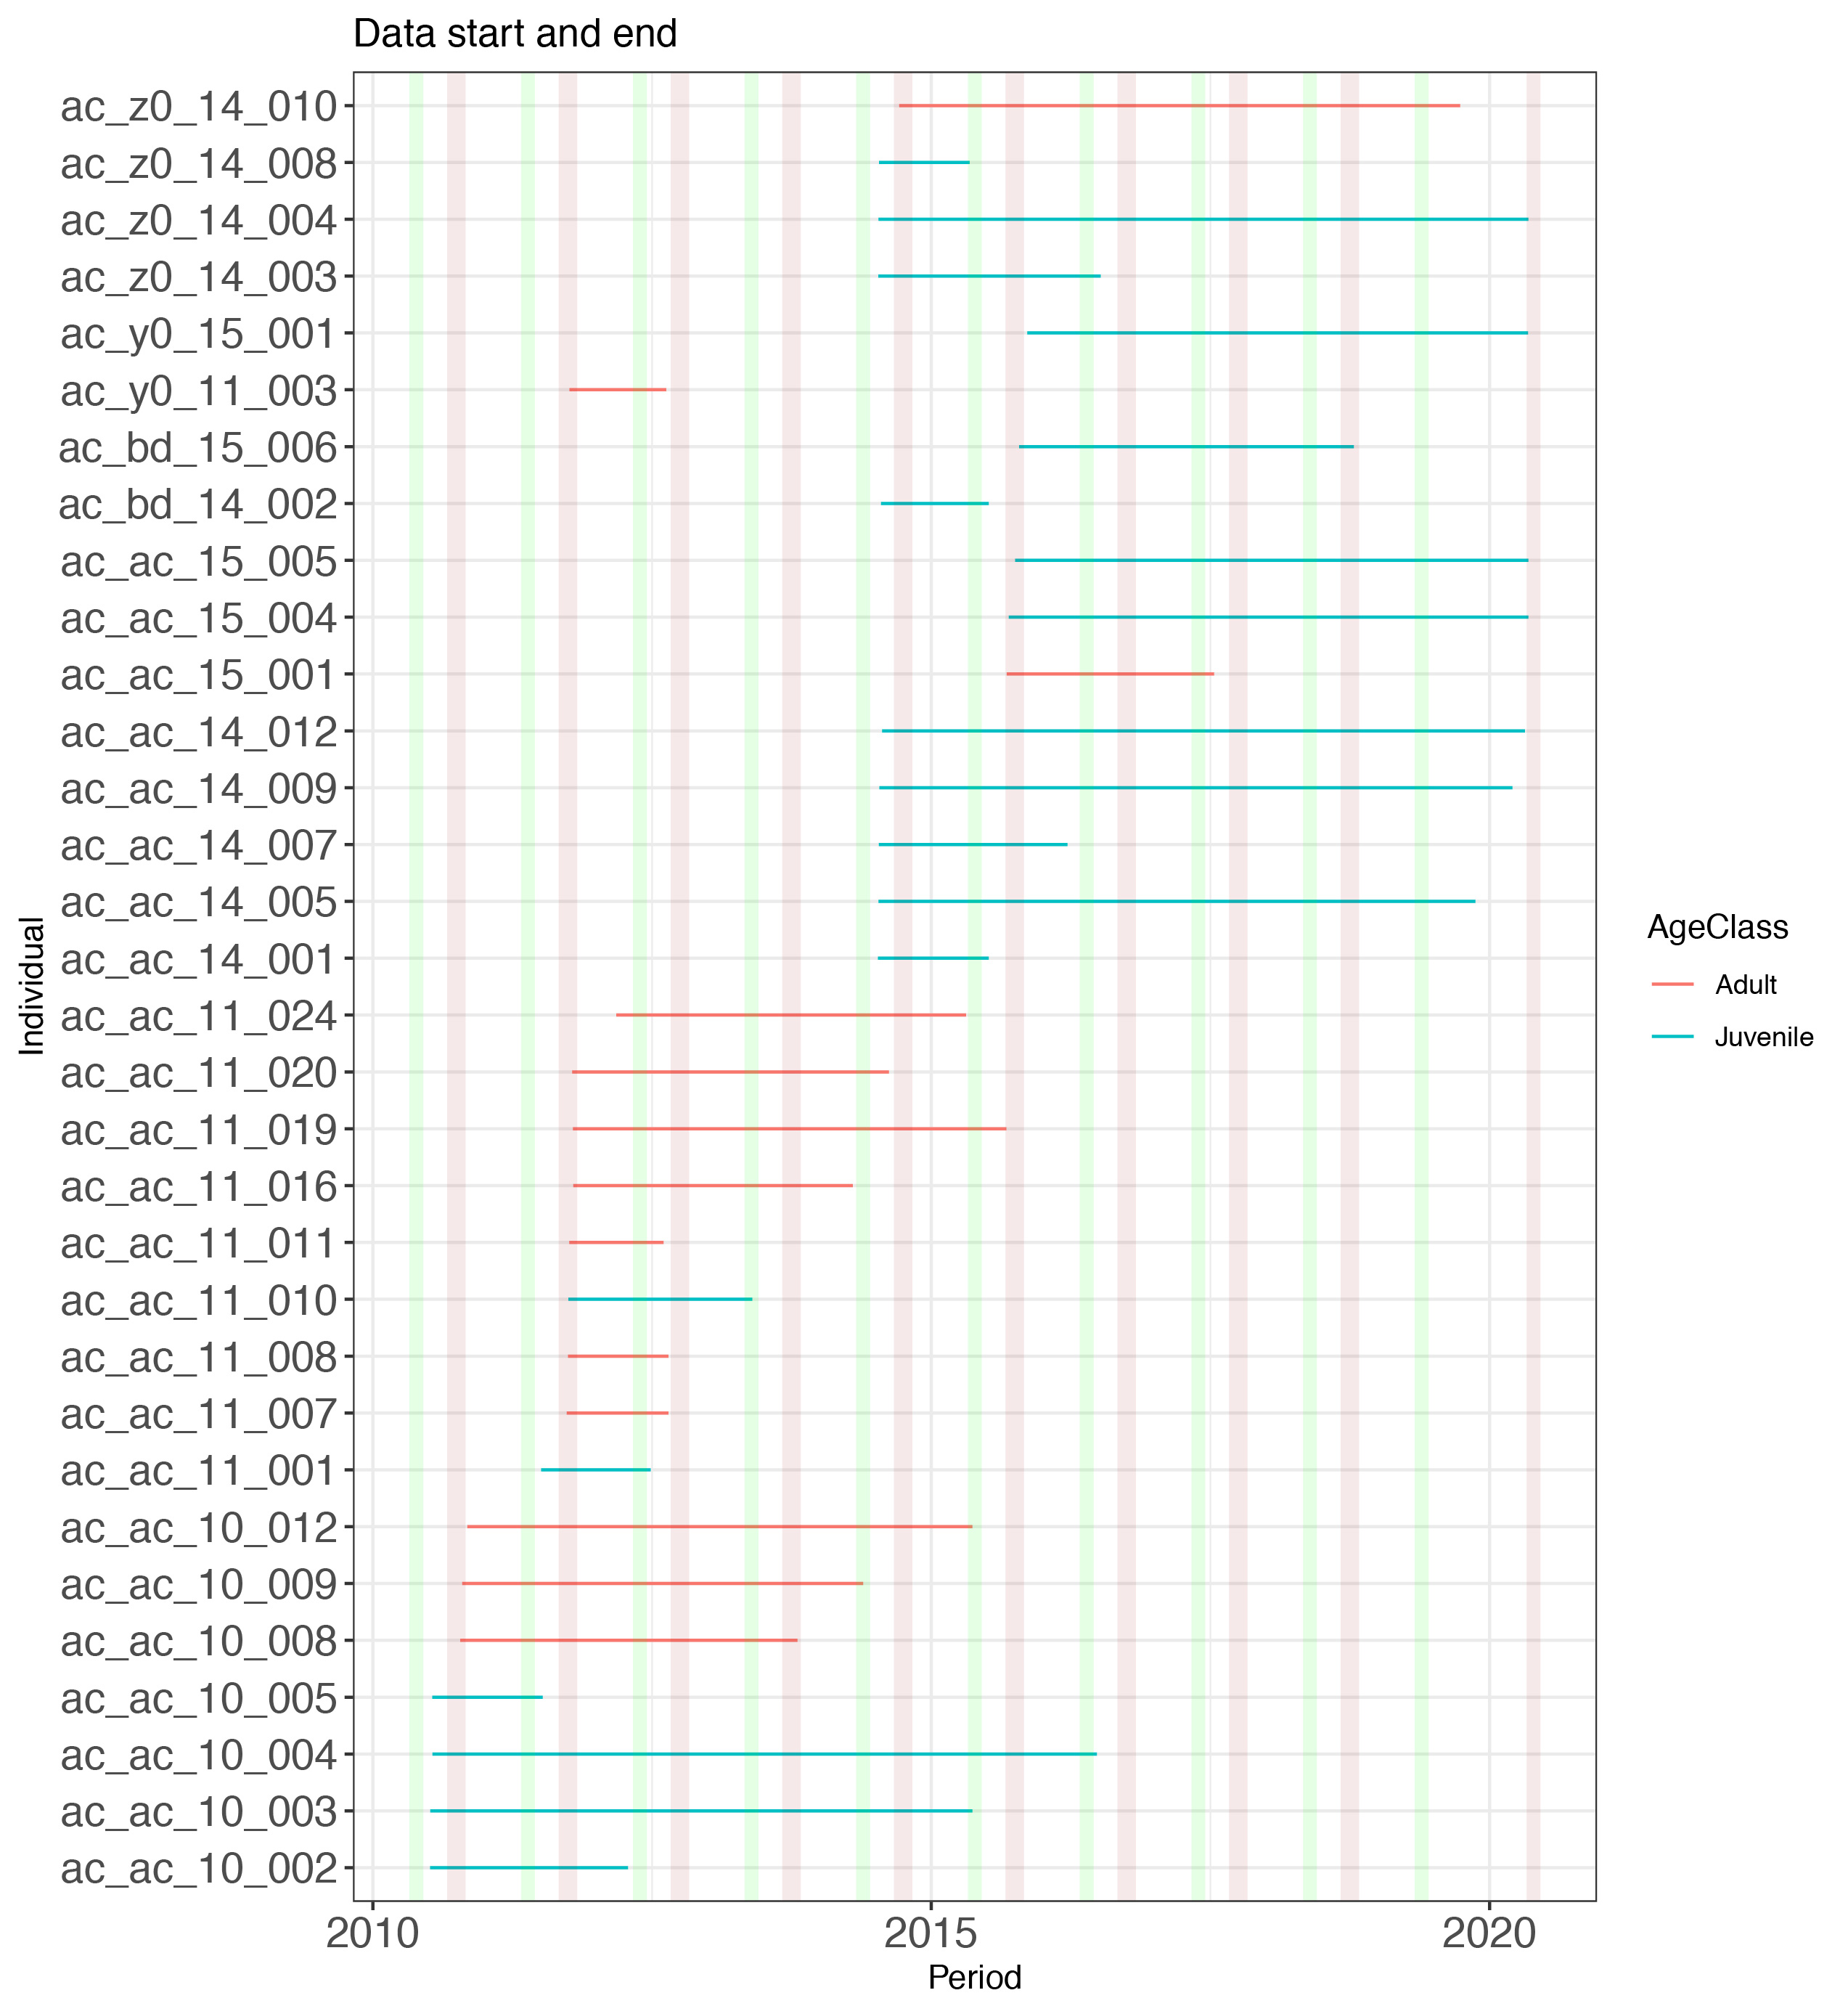 Data start and end
ac_z0_14_010
ac_z0_14_008
ac_z0_14_004
ac_z0_14_003
ac_y0_15_001
ac_y0_11_003
ac_bd_15_006
ac_bd_14_002
ac_ac_15_005
ac_ac_15_004
ac_ac_15_001
ac_ac_14_012
ac_ac_14_009
ac_ac_14_007
ac_ac_14_005
ac_ac_14_001
ac_ac_11_024
ac_ac_11_020
ac_ac_11_019
ac_ac_11_016
ac_ac_11_011
ac_ac_11_010
ac_ac_11_008
ac_ac_11_007
ac_ac_11_001
ac_ac_10_012
ac_ac_10_009
ac_ac_10_008
ac_ac_10_005
ac_ac_10_004
ac_ac_10_003
ac_ac_10_002
Individual
2010 2015 2020
Period
AgeClass
Adult
Juvenile